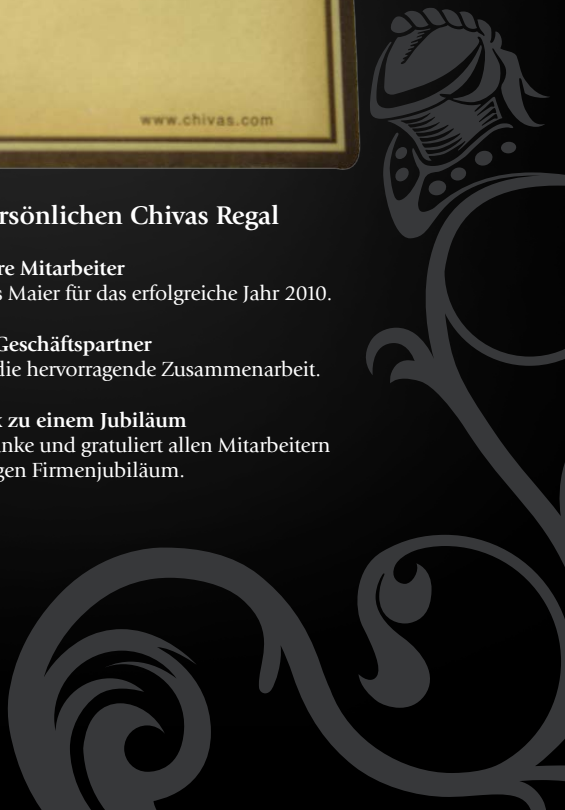 www.chivas.com
rsönlichen Chivas Regal
re Mitarbeiter
s Maier für das erfolgreiche Jahr 2010.
Geschäftspartner
die hervorragende Zusammenarbeit.
k zu einem Jubiläum
nke und gratuliert allen Mitarbeitern
gen Firmenjubiläum.